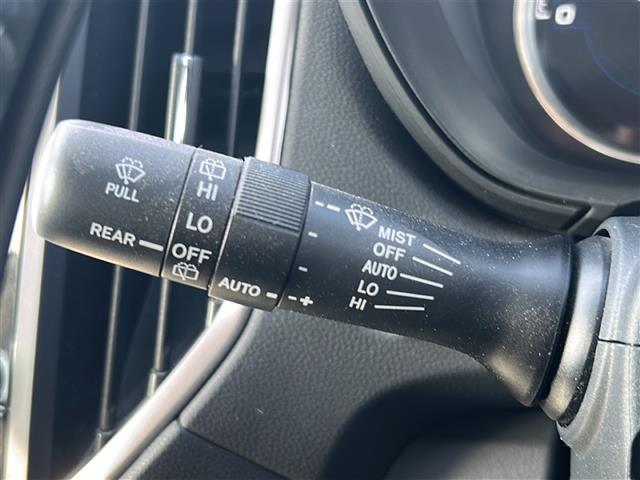 PULL
REAR
HI
LO
OFF
AUTO
- +
MIST
OFF
AUTO
LO
HI
E